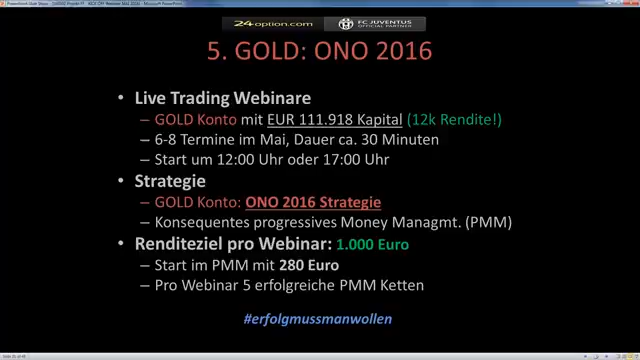 24option.com
FC JUVENTUS
OFFICIAL PARTNER
5. GOLD: ONO 2016
• Live Trading Webinare
– GOLD Konto mit EUR 111.918 Kapital (12k Rendite!)
– 6-8 Termine im Mai, Dauer ca. 30 Minuten
– Start um 12:00 Uhr oder 17:00 Uhr
• Strategie
– GOLD Konto: ONO 2016 Strategie
– Konsequentes progressives Money Managmt. (PMM)
• Renditeziel pro Webinar: 1.000 Euro
– Start im PMM mit 280 Euro
– Pro Webinar 5 erfolgreiche PMM Ketten
#erfolgmussmanwollen